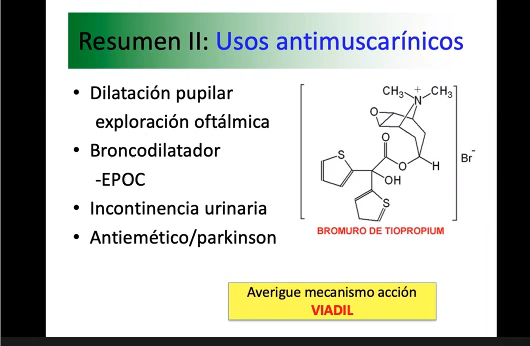 Resumen II: Usos antimuscarínicos
• Dilatación pupilar
exploración oftálmica
• Broncodilatador
-EPOC
• Incontinencia urinaria
• Antiemético/parkinson
CH₃ + CH₃
N
O
O
S
O
H
Br⁻
OH
S
BROMURO DE TIOPROPIUM
Averigue mecanismo acción
VIADIL